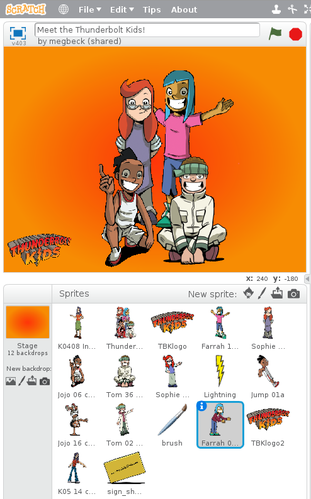 SCRATCH File Edit Tips About
Meet the Thunderbolt Kids!
v403 by megbeck (shared)
THUNDERBOLT
KIDS
x: 240 y: -180
Sprites New sprite:
Stage
12 backdrops
New backdrop:
K0408 In... Thunder... TBKlogo Farrah 1... Sophie ...
Jojo 06 c... Tom 36 ... Sophie ... Lightning Jump 01a
Jojo 16 c... Tom 02 ... brush Farrah 0... TBKlogo2
K05 14 c... sign_sh...